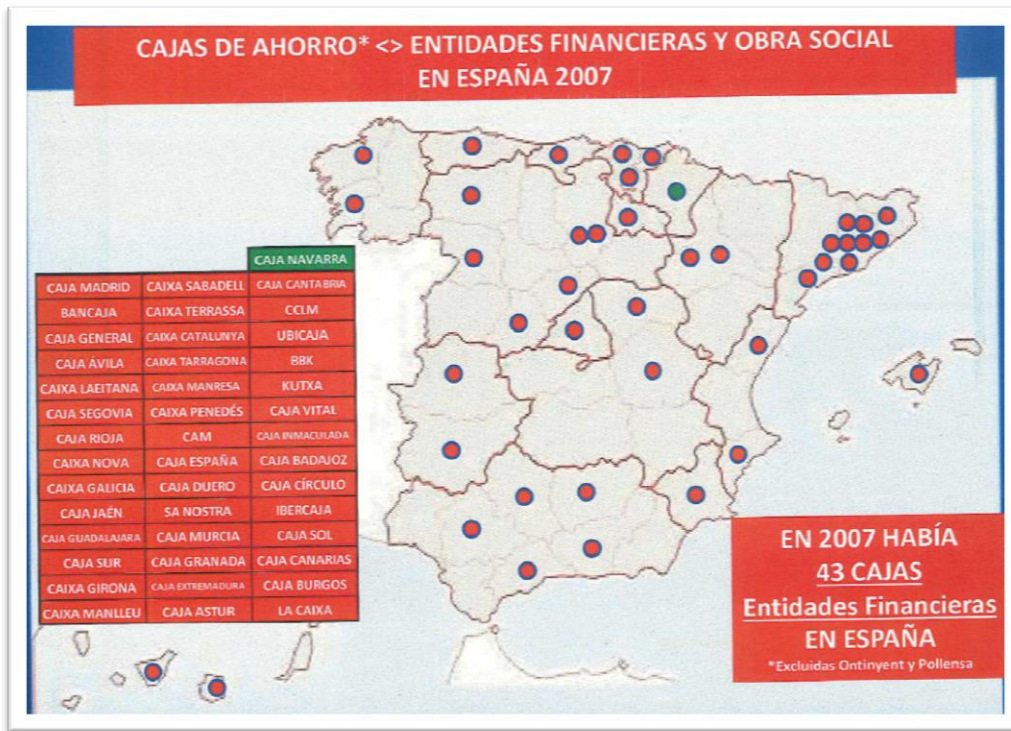 CAJAS DE AHORRO* <> ENTIDADES FINANCIERAS Y OBRA SOCIAL
EN ESPAÑA 2007
CAJA NAVARRA
CAJA MADRID CAIXA SABADELL CAJA CANTABRIA
BANCAJA CAIXA TERRASSA CCLM
CAJA GENERAL CAIXA CATALUNYA UBICAJA
CAJA ÁVILA CAIXA TARRAGONA BBK
CAIXA LAEITANA CAIXA MANRESA KUTXA
CAJA SEGOVIA CAIXA PENEDÉS CAJA VITAL
CAJA RIOJA CAM CAJA INMACULADA
CAIXA NOVA CAJA ESPAÑA CAJA BADAJOZ
CAIXA GALICIA CAJA DUERO CAJA CÍRCULO
CAJA JAÉN SA NOSTRA IBERCAJA
CAJA GUADALAJARA CAJA MURCIA CAJA SOL
CAJA SUR CAJA GRANADA CAJA CANARIAS
CAIXA GIRONA CAJA EXTREMADURA CAJA BURGOS
CAIXA MANLLEU CAJA ASTUR LA CAIXA
EN 2007 HABÍA
43 CAJAS
Entidades Financieras
EN ESPAÑA
*Excluidas Ontinyent y Pollensa